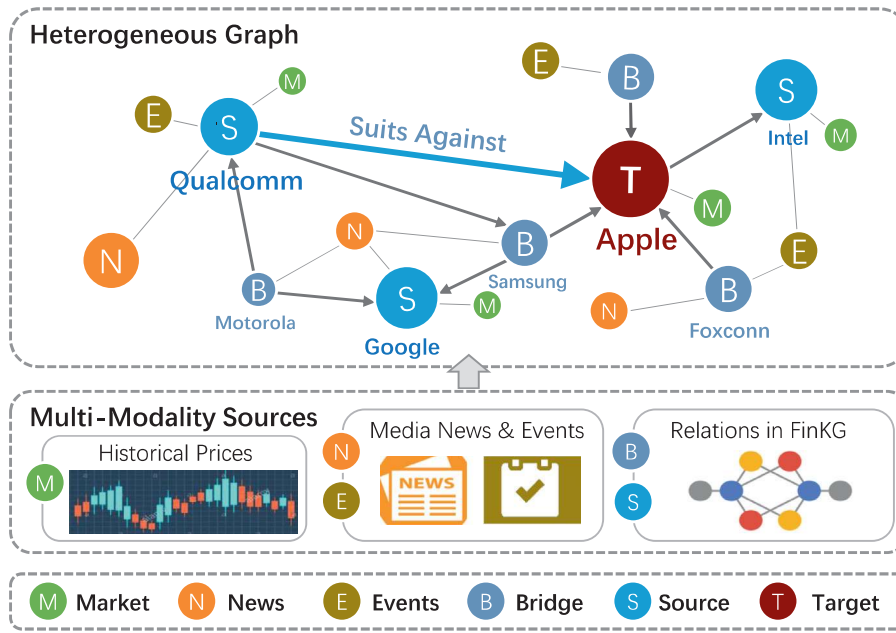 Heterogeneous Graph
E
B
M
S
E
S
Suits Against
Intel
M
T
Qualcomm
M
Apple
N
N
B
E
B
Samsung
S
M
B
N
Motorola
Foxconn
Google
Multi-Modality Sources
Historical Prices
M
Media News & Events
N
E
NEWS
Relations in FinKG
B
S
M Market
N News
E Events
B Bridge
S Source
T Target